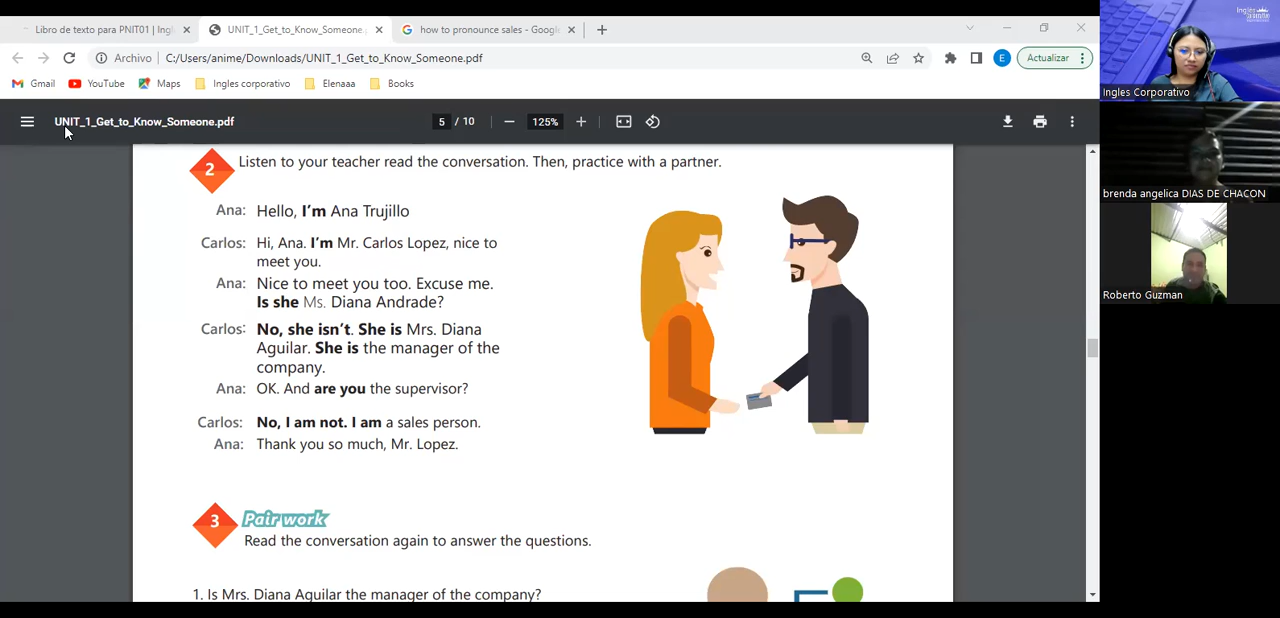 Libro de texto para PNIT01 | Ingl
UNIT_1_Get_to_Know_Someone.p
how to pronounce sales - Google
Archivo
C:/Users/anime/Downloads/UNIT_1_Get_to_Know_Someone.pdf
E
Actualizar
Gmail
YouTube
Maps
Ingles corporativo
Elenaaa
Books
UNIT_1_Get_to_Know_Someone.pdf
5 / 10
125%
2
Listen to your teacher read the conversation. Then, practice with a partner.
Ana: Hello, I'm Ana Trujillo
Carlos: Hi, Ana. I'm Mr. Carlos Lopez, nice to
meet you.
Ana: Nice to meet you too. Excuse me.
Is she Ms. Diana Andrade?
Carlos: No, she isn't. She is Mrs. Diana
Aguilar. She is the manager of the
company.
Ana: OK. And are you the supervisor?
Carlos: No, I am not. I am a sales person.
Ana: Thank you so much, Mr. Lopez.
3
Pair work
Read the conversation again to answer the questions.
1. Is Mrs. Diana Aguilar the manager of the company?
Ingles Corporativo
brenda angelica DIAS DE CHACON
Roberto Guzman